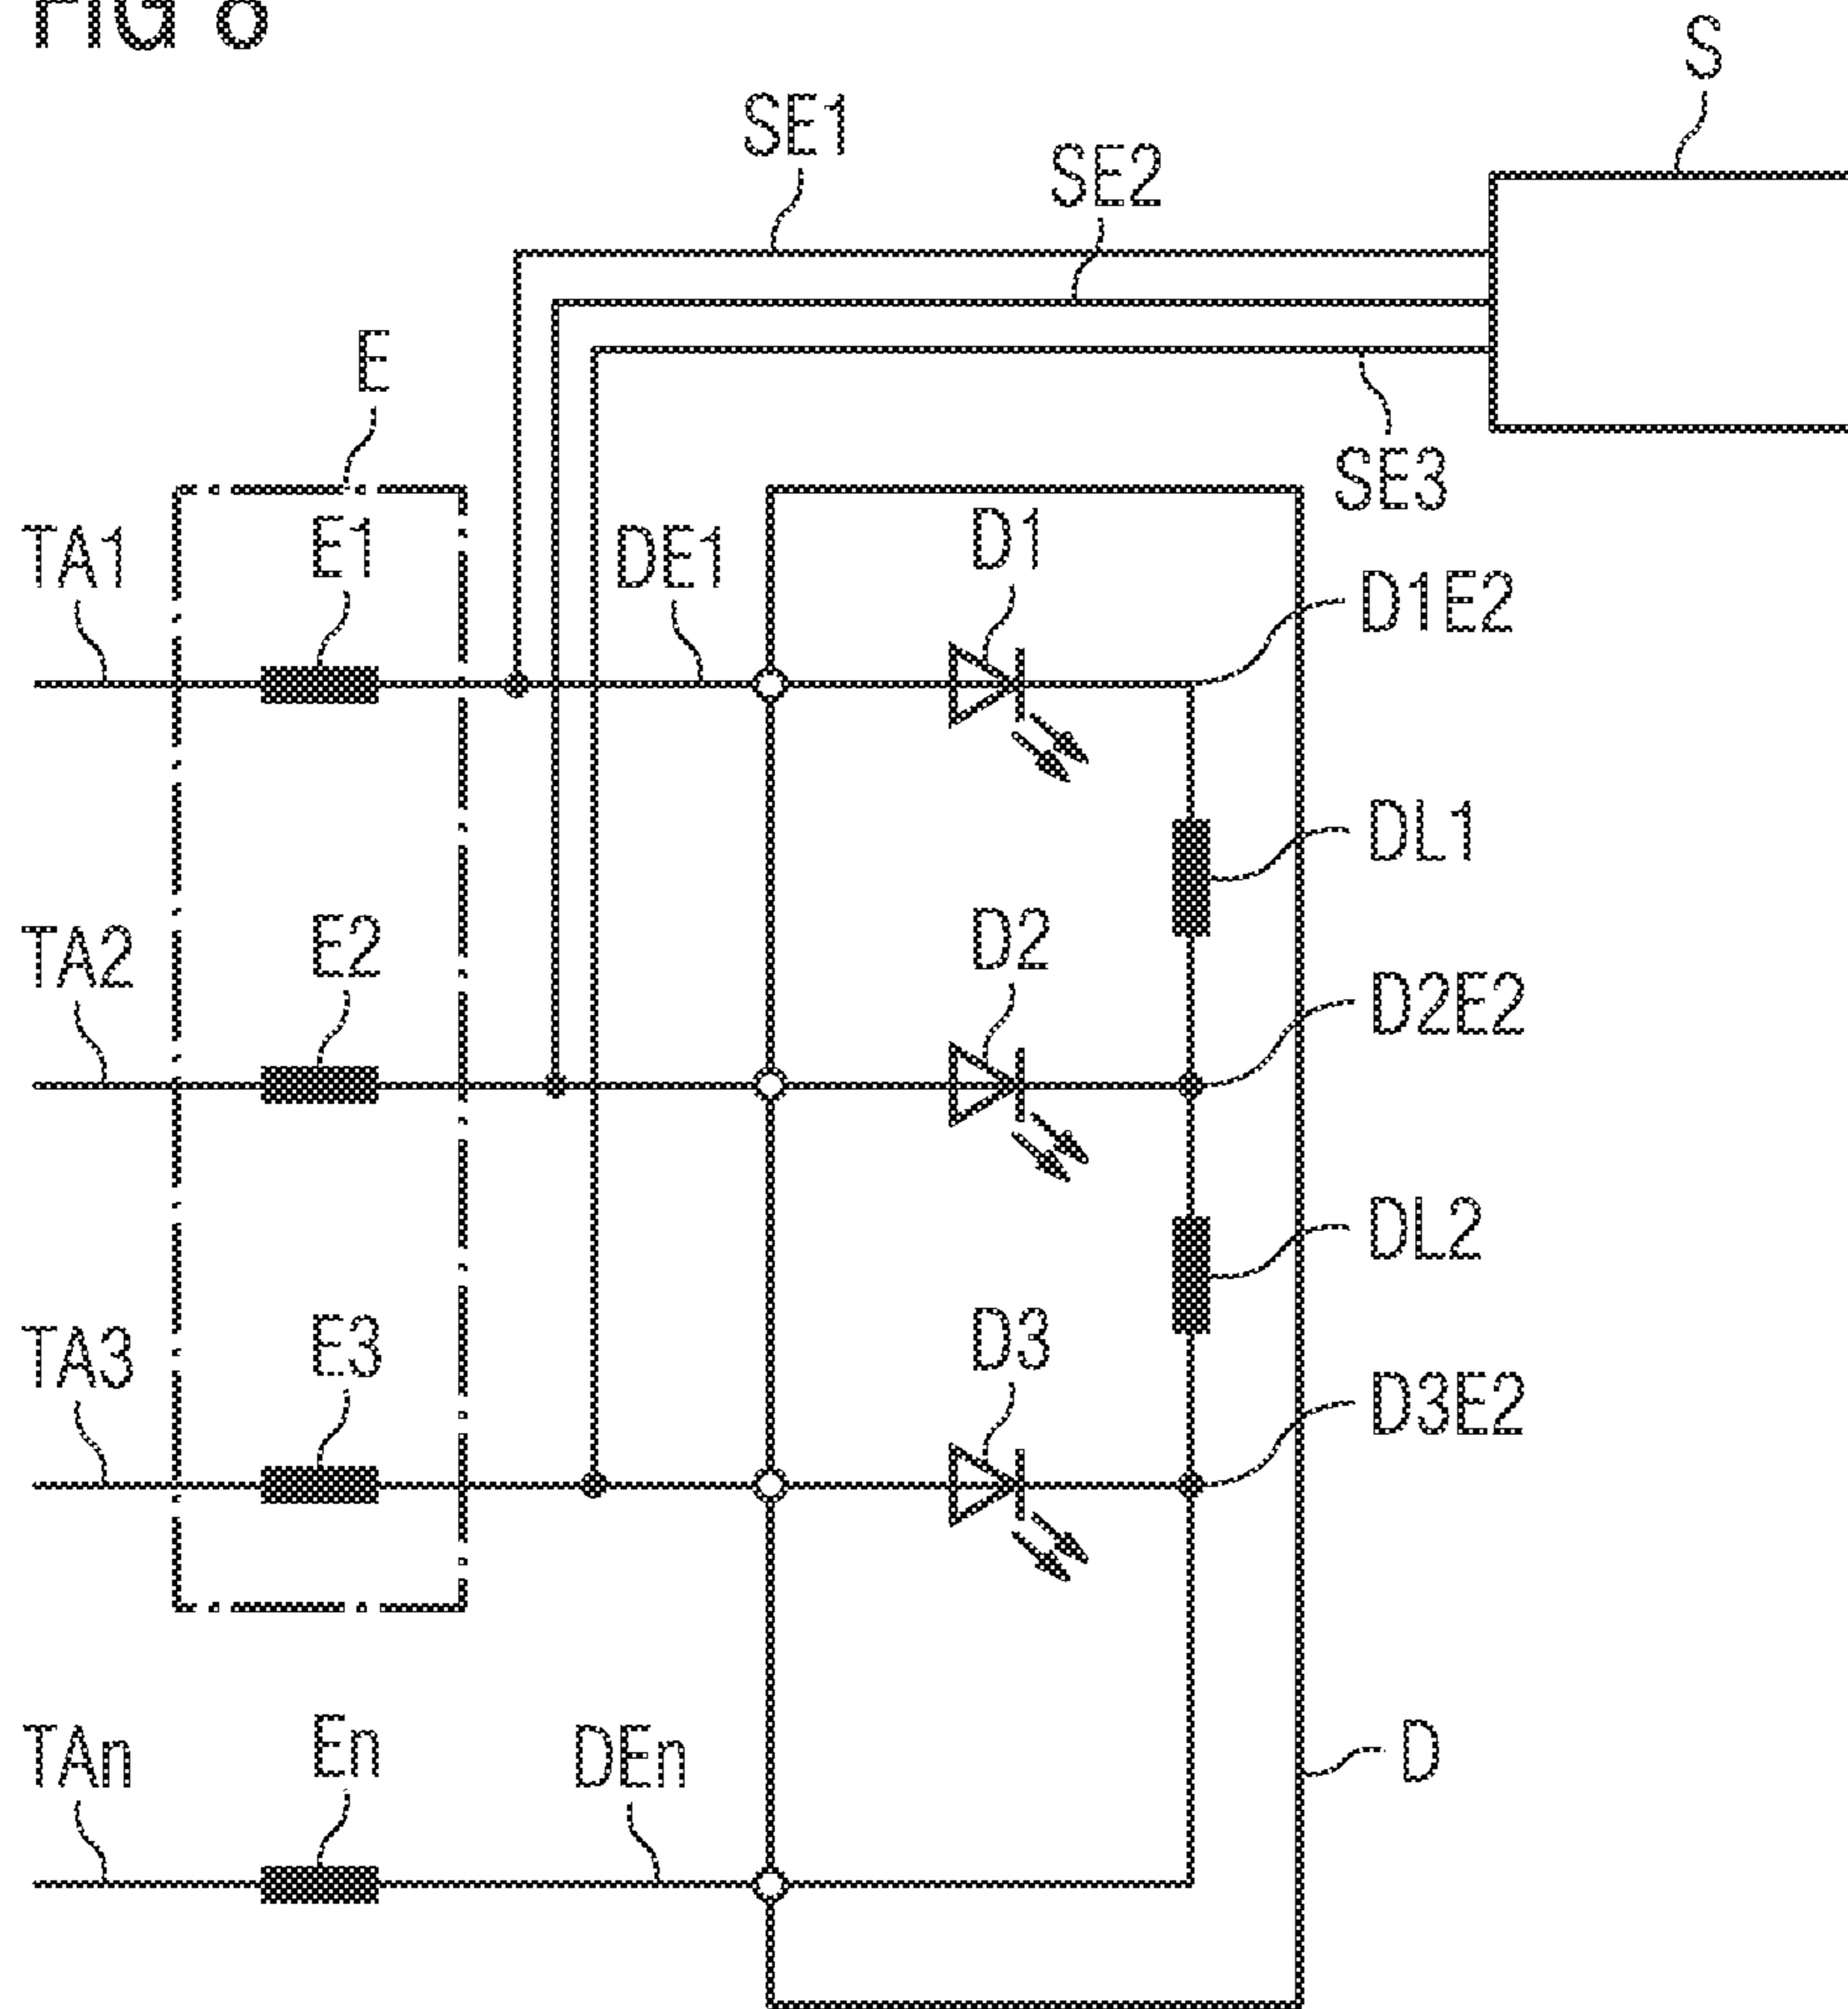 FIG 8
S
SE1
SE2
E
SE3
TA1
E1
DE1
D1
D1E2
DL1
TA2
E2
D2
D2E2
DL2
TA3
E3
D3
D3E2
TAn
En
DEn
D